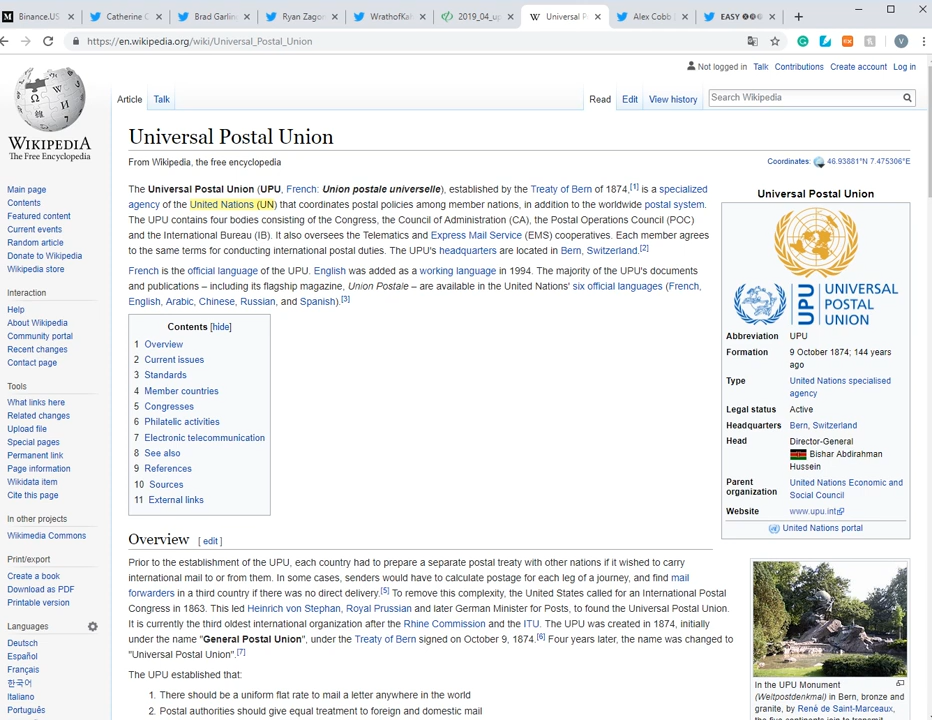 Binance.US
Catherine C
Brad Garling
Ryan Zagon
WrathofKa
2019_04_u
Universal P
Alex Cobb
EASY
https://en.wikipedia.org/wiki/Universal_Postal_Union
Not logged in Talk Contributions Create account Log in
Article Talk
Read Edit View history
Search Wikipedia
WIKIPEDIA
The Free Encyclopedia
Main page
Contents
Featured content
Current events
Random article
Donate to Wikipedia
Wikipedia store
Interaction
Help
About Wikipedia
Community portal
Recent changes
Contact page
Tools
What links here
Related changes
Upload file
Special pages
Permanent link
Page information
Wikidata item
Cite this page
In other projects
Wikimedia Commons
Print/export
Create a book
Download as PDF
Printable version
Languages
Deutsch
Español
Français
한국어
Italiano
Português
Universal Postal Union
From Wikipedia, the free encyclopedia
Coordinates: 46.93881°N 7.475306°E
The Universal Postal Union (UPU, French: Union postale universelle), established by the Treaty of Bern of 1874,[1] is a specialized
agency of the United Nations (UN) that coordinates postal policies among member nations, in addition to the worldwide postal system.
The UPU contains four bodies consisting of the Congress, the Council of Administration (CA), the Postal Operations Council (POC)
and the International Bureau (IB). It also oversees the Telematics and Express Mail Service (EMS) cooperatives. Each member agrees
to the same terms for conducting international postal duties. The UPU's headquarters are located in Bern, Switzerland.[2]
French is the official language of the UPU. English was added as a working language in 1994. The majority of the UPU's documents
and publications – including its flagship magazine, Union Postale – are available in the United Nations' six official languages (French,
English, Arabic, Chinese, Russian, and Spanish).[3]
Contents [hide]
1 Overview
2 Current issues
3 Standards
4 Member countries
5 Congresses
6 Philatelic activities
7 Electronic telecommunication
8 See also
9 References
10 Sources
11 External links
Overview [ edit ]
Prior to the establishment of the UPU, each country had to prepare a separate postal treaty with other nations if it wished to carry
international mail to or from them. In some cases, senders would have to calculate postage for each leg of a journey, and find mail
forwarders in a third country if there was no direct delivery.[5] To remove this complexity, the United States called for an International Postal
Congress in 1863. This led Heinrich von Stephan, Royal Prussian and later German Minister for Posts, to found the Universal Postal Union.
It is currently the third oldest international organization after the Rhine Commission and the ITU. The UPU was created in 1874, initially
under the name "General Postal Union", under the Treaty of Bern signed on October 9, 1874.[6] Four years later, the name was changed to
"Universal Postal Union".[7]
The UPU established that:
1. There should be a uniform flat rate to mail a letter anywhere in the world
2. Postal authorities should give equal treatment to foreign and domestic mail
Universal Postal Union
UPU UNIVERSAL
POSTAL
UNION
Abbreviation UPU
Formation 9 October 1874; 144 years
ago
Type United Nations specialised
agency
Legal status Active
Headquarters Bern, Switzerland
Head Director-General
Bishar Abdirahman
Hussein
Parent organization United Nations Economic and
Social Council
Website www.upu.int
United Nations portal
In the UPU Monument
(Weltpostdenkmal) in Bern, bronze and
granite, by René de Saint-Marceaux,
the five continents join to transmit